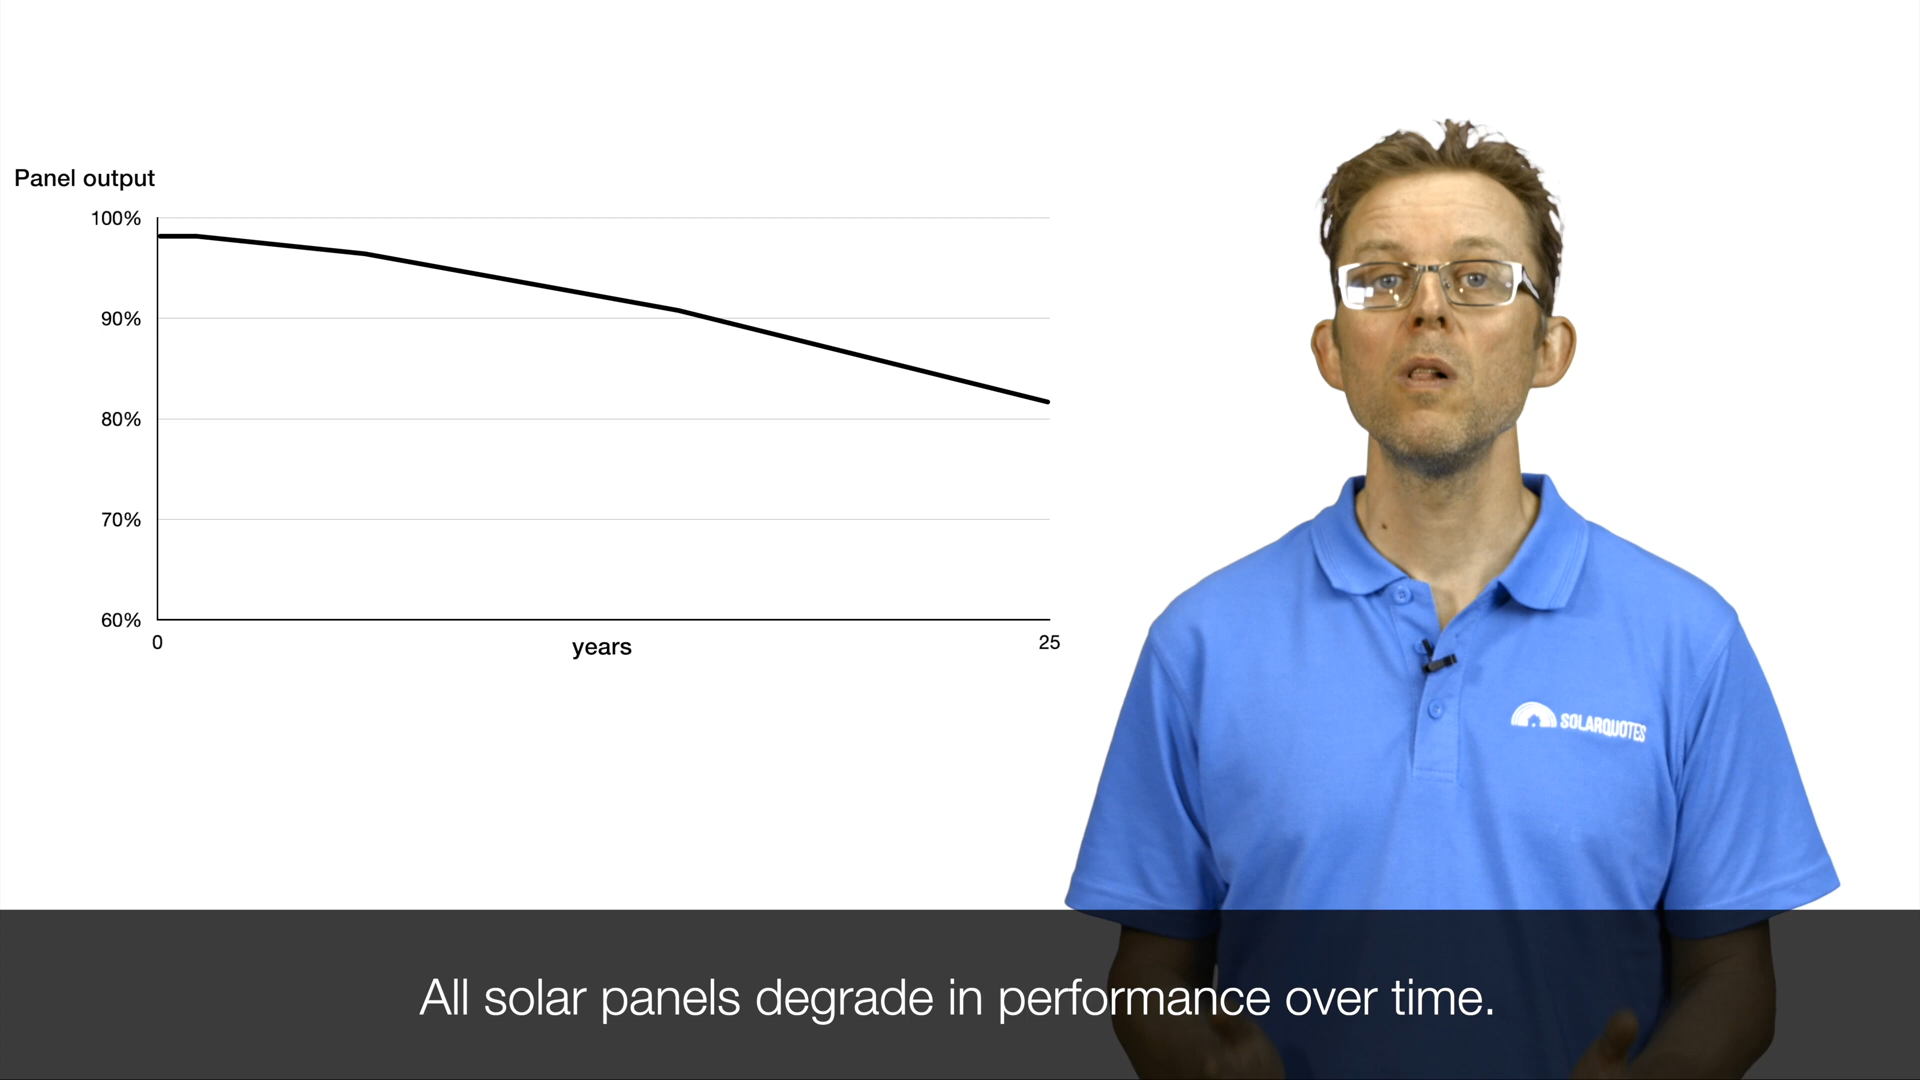 Panel output
100%
90%
80%
70%
60%
0
years
25
SOLARQUOTES
All solar panels degrade in performance over time.